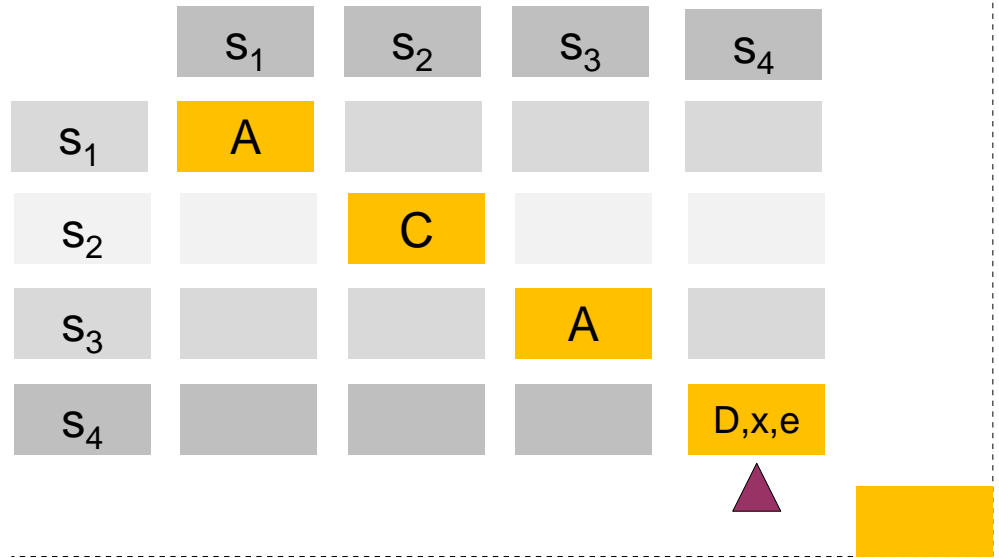 s₁ s₂ s₃ s₄
s₁ A
s₂ C
s₃ A
s₄ D,x,e